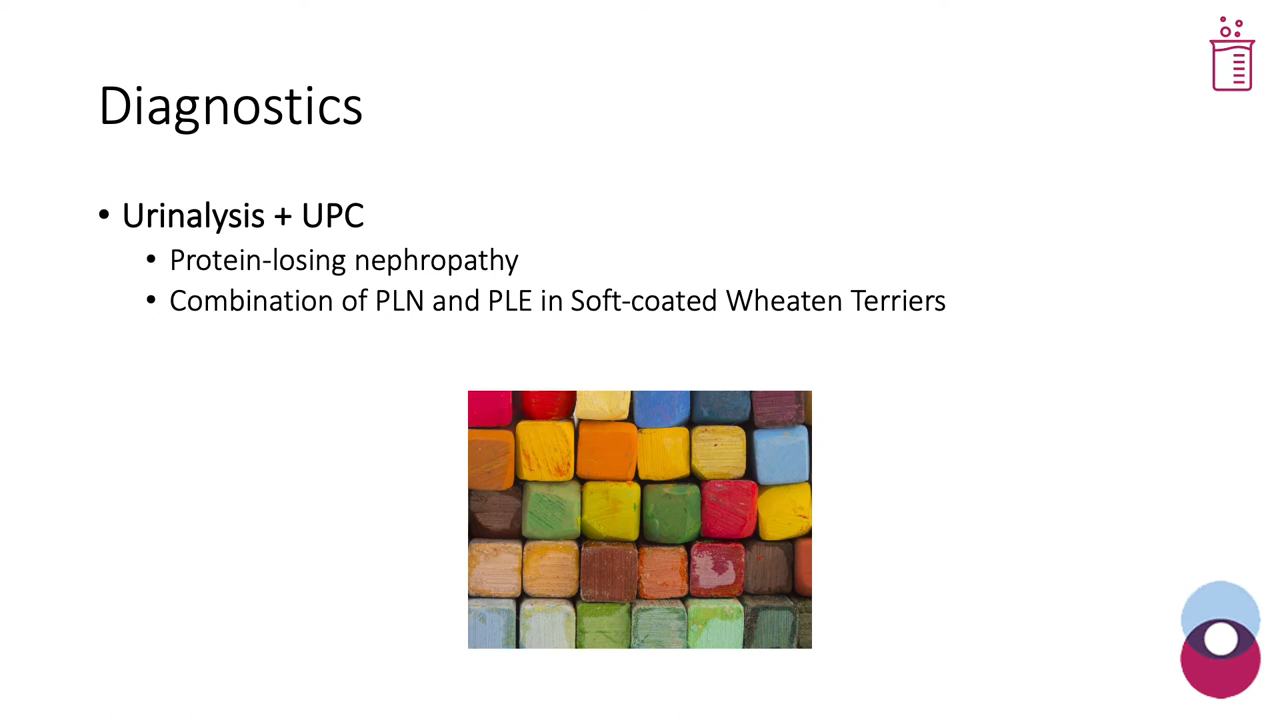 Diagnostics
• Urinalysis + UPC
• Protein-losing nephropathy
• Combination of PLN and PLE in Soft-coated Wheaten Terriers